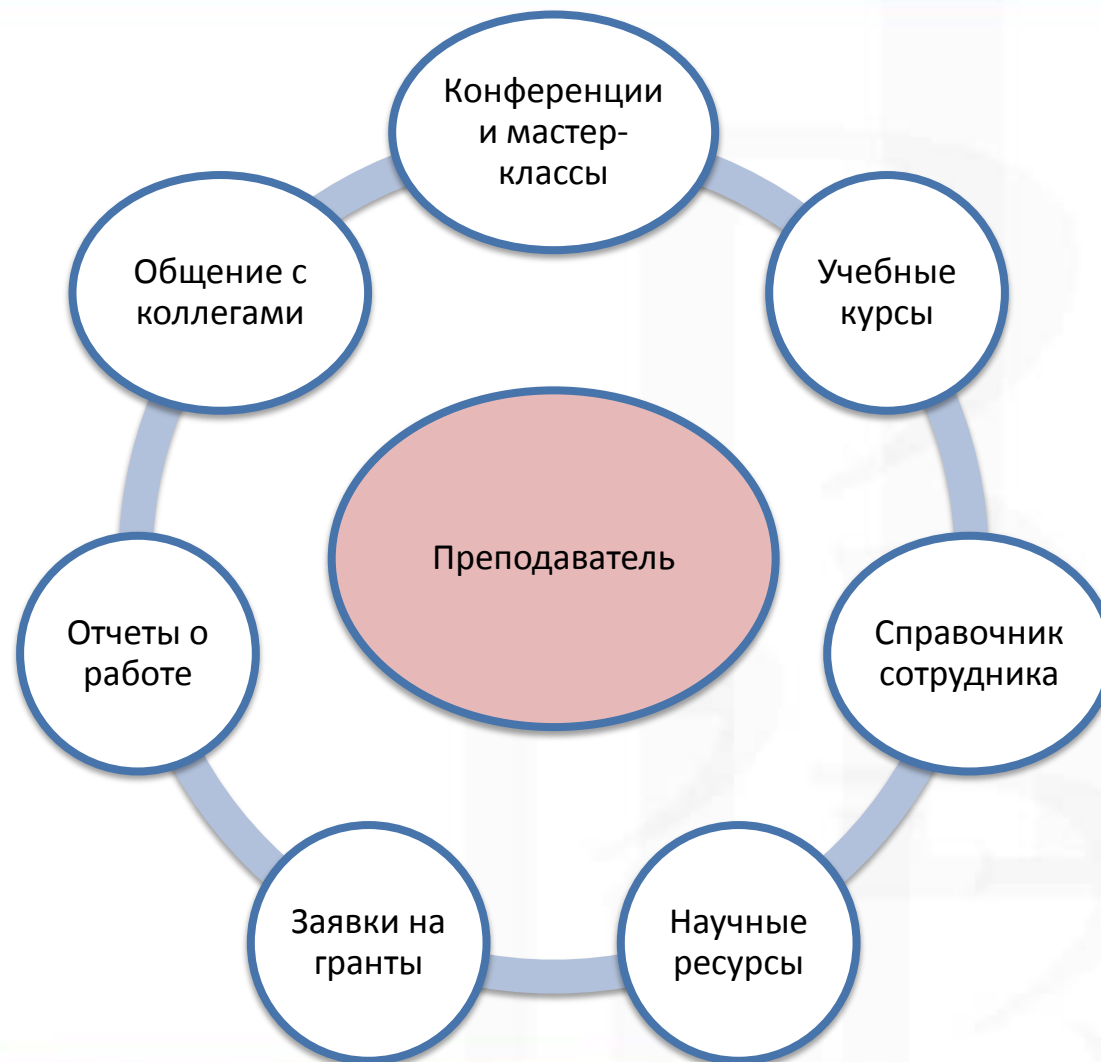 Конференции
и мастер-
классы
Учебные
курсы
Справочник
сотрудника
Научные
ресурсы
Заявки на
гранты
Отчеты о
работе
Общение с
коллегами
Преподаватель